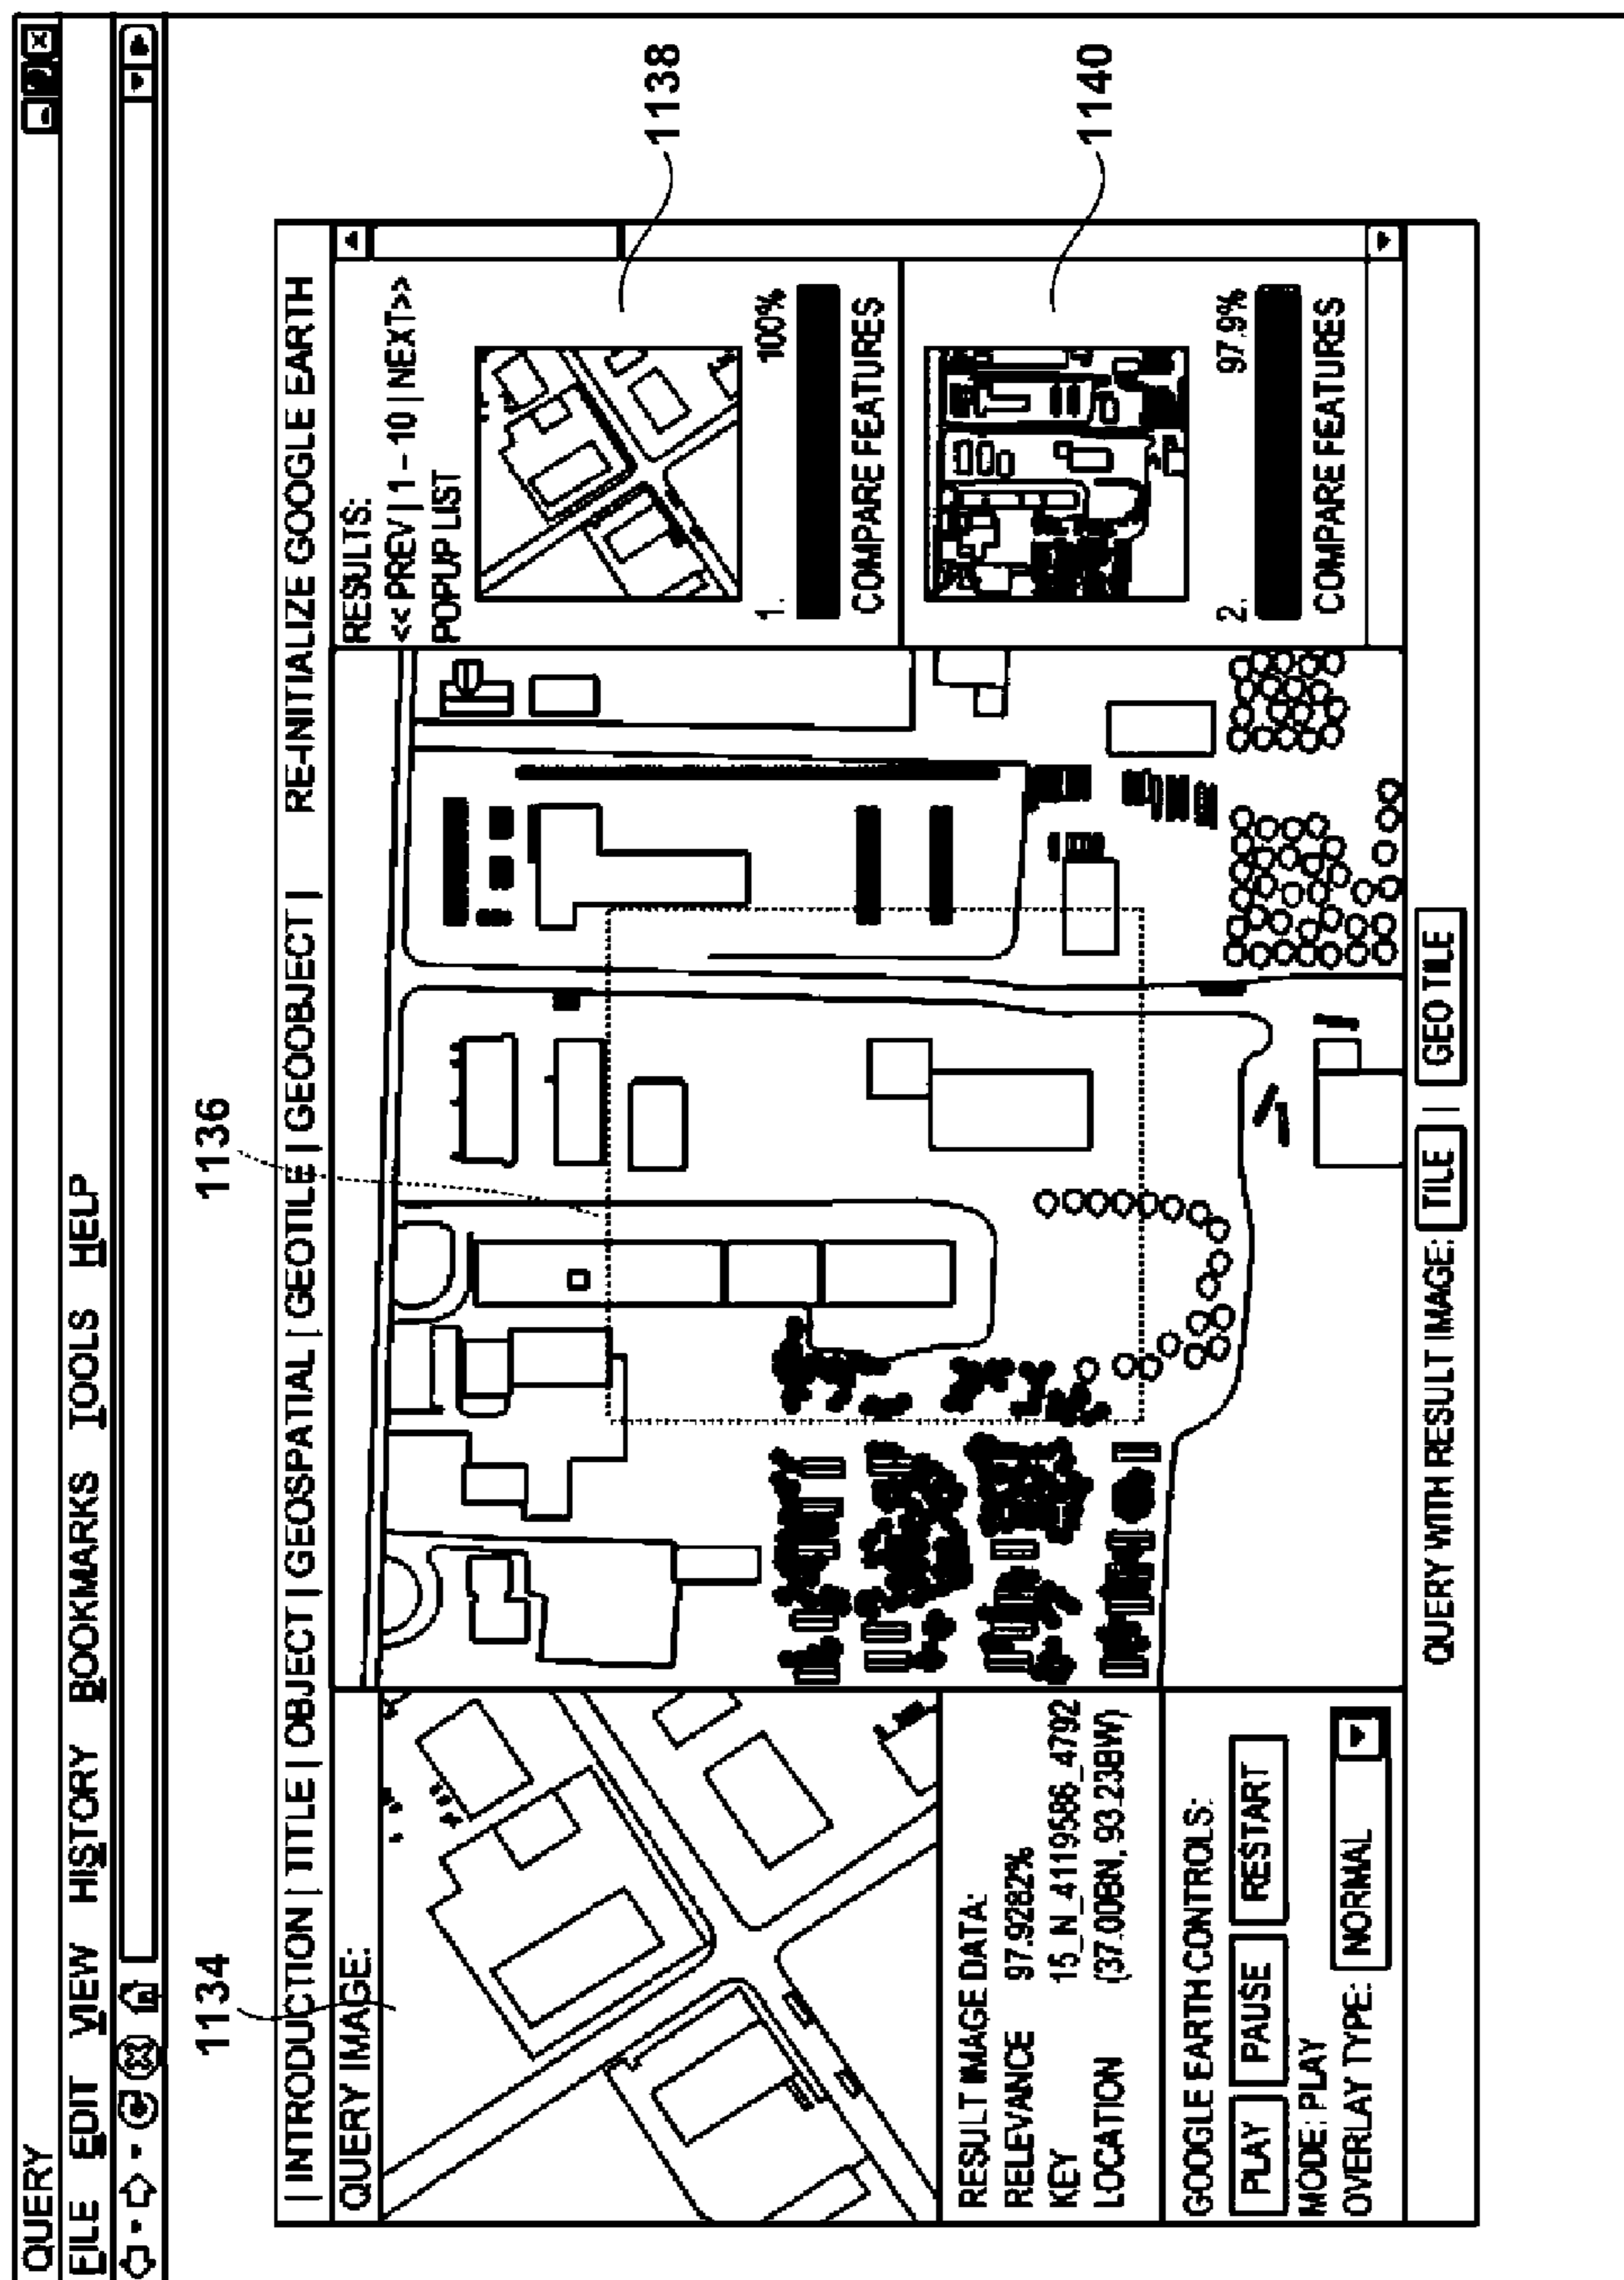 QUERY
FILE EDIT VIEW HISTORY BOOKMARKS TOOLS HELP
1134
1136
| INTRODUCTION | TITLE | OBJECT | GEOSPATIAL | GEOTILE | GEOOBJECT | RE-INITIALIZE GOOGLE EARTH
QUERY IMAGE:
RESULT IMAGE DATA:
RELEVANCE 97.9282%
KEY 15_N_4119586_4792
LOCATION (37.00BN, 93.23BW)
GOOGLE EARTH CONTROLS:
PLAY PAUSE RESTART
MODE: PLAY
OVERLAY TYPE: NORMAL
RESULTS:
<< PREV | 1 – 10 | NEXT>>
POPUP LIST
1. 100%
COMPARE FEATURES
1138
2. 97.9%
COMPARE FEATURES
1140
QUERY WITH RESULT IMAGE: TILE | | GEO TILE